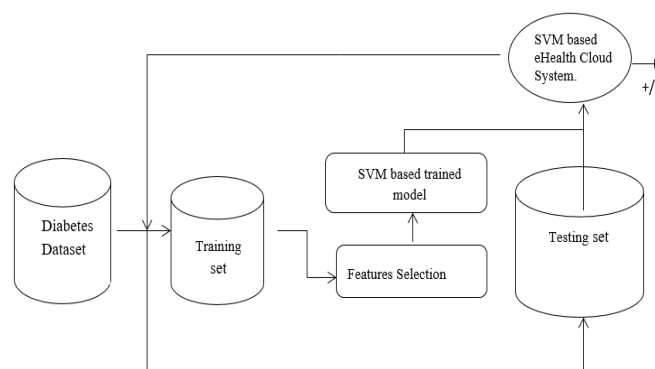 SVM based
eHealth Cloud
System.
+/
SVM based trained
model
Diabetes
Dataset
Training
set
Features Selection
Testing set